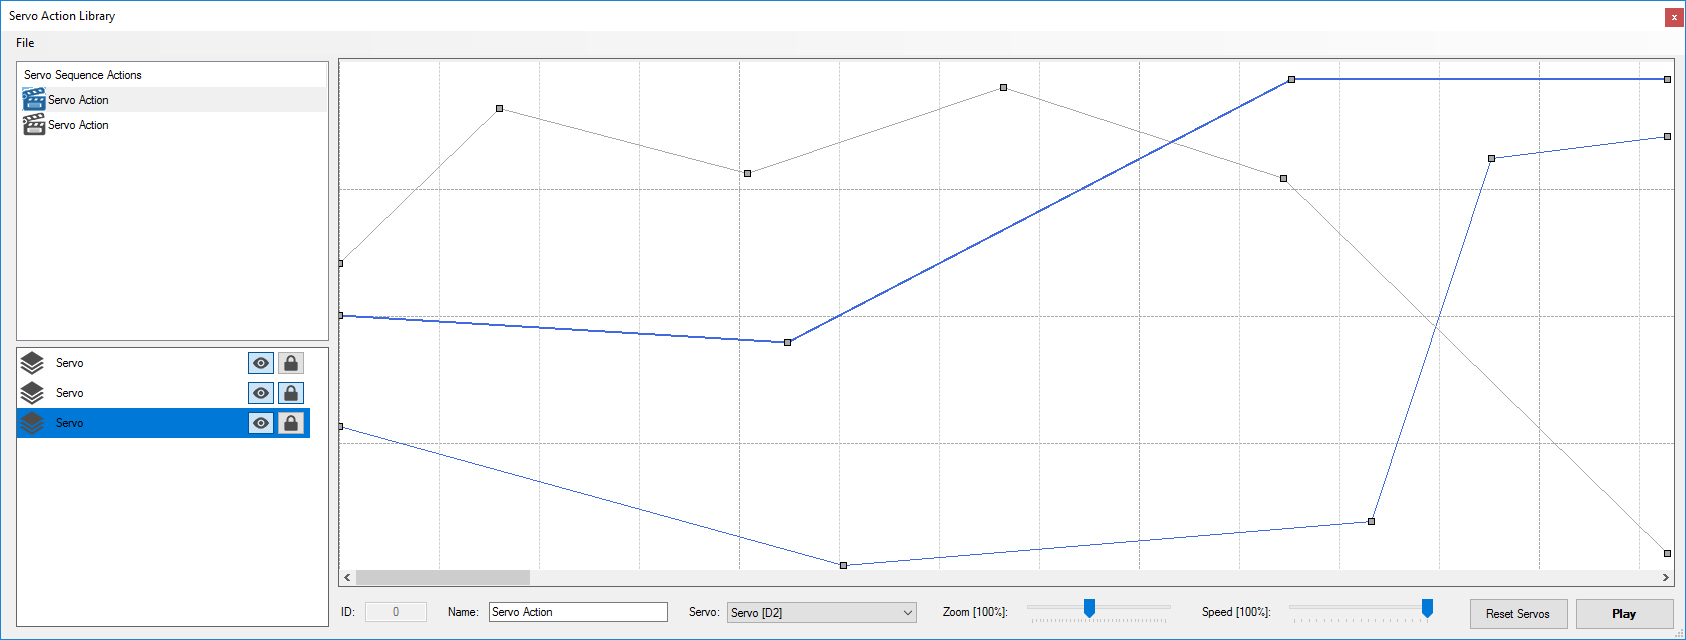 Servo Action Library
x
File
Servo Sequence Actions
Servo Action
Servo Action
Servo
Servo
Servo
ID: 0 Name: Servo Action Servo: Servo [D2] Zoom [100%]: Speed [100%]: Reset Servos Play